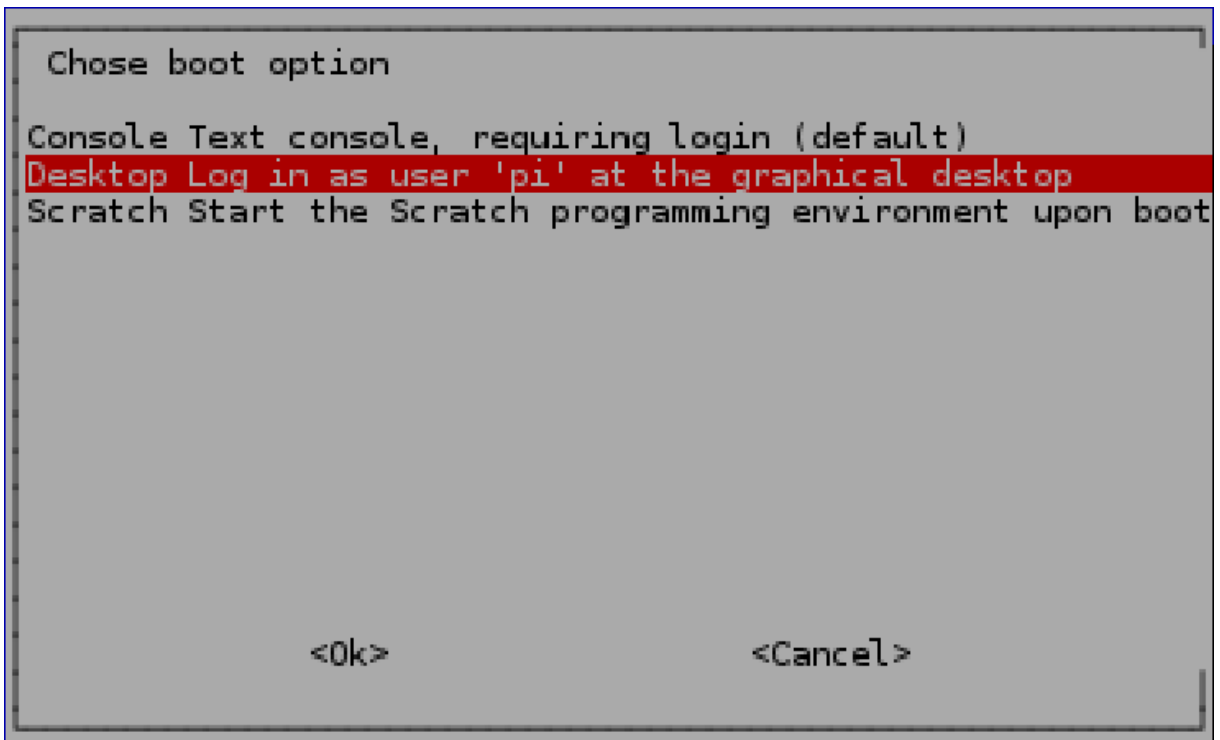 Chose boot option
Console Text console, requiring login (default)
Desktop Log in as user 'pi' at the graphical desktop
Scratch Start the Scratch programming environment upon boot
<Ok> <Cancel>